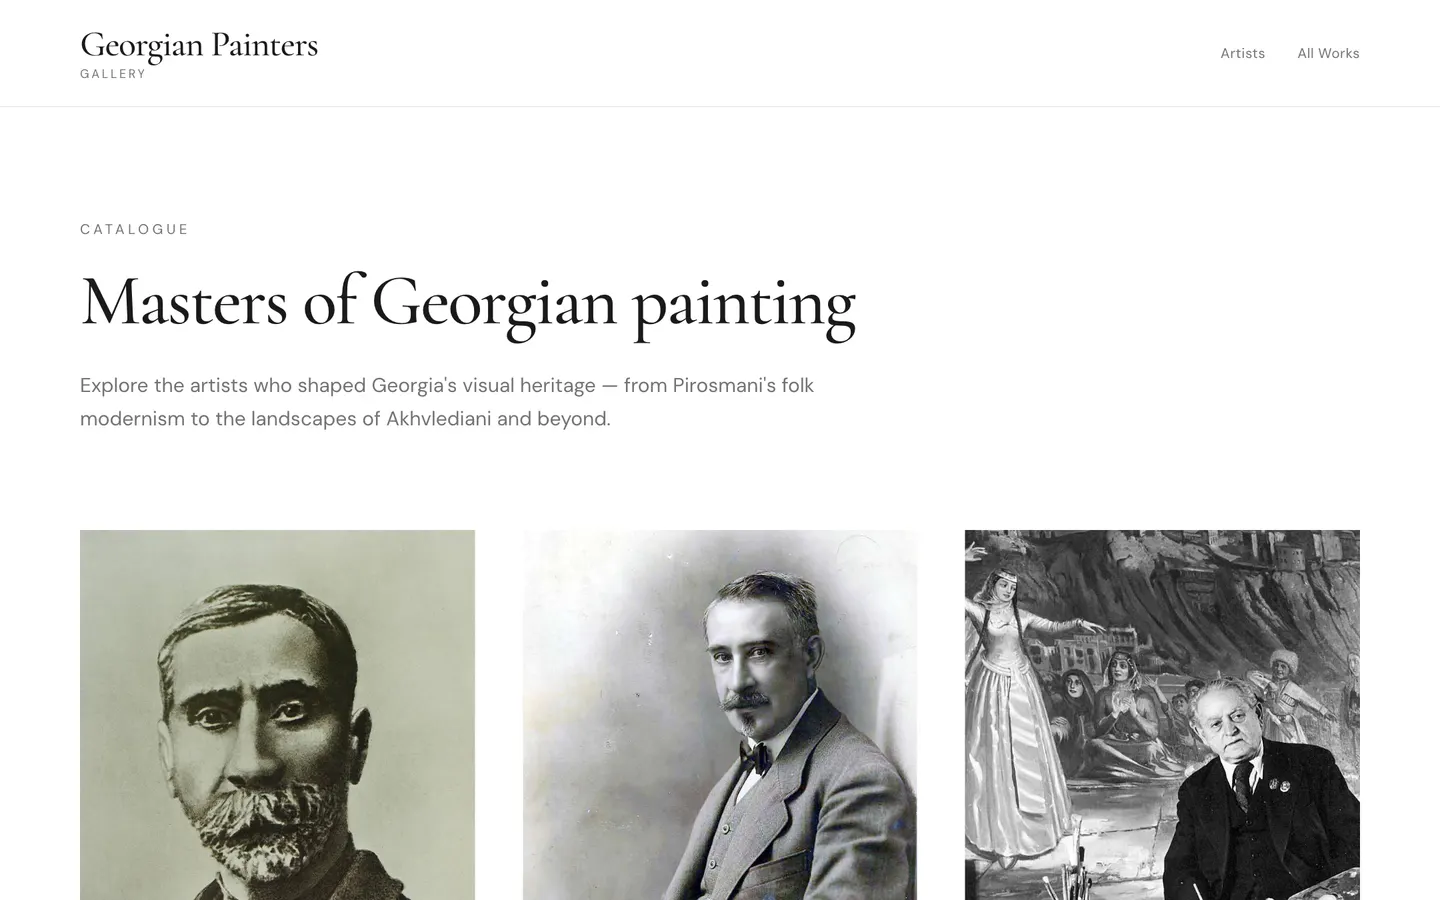 Georgian Painters
GALLERY
Artists
All Works
CATALOGUE
Masters of Georgian painting
Explore the artists who shaped Georgia's visual heritage — from Pirosmani's folk
modernism to the landscapes of Akhvlediani and beyond.